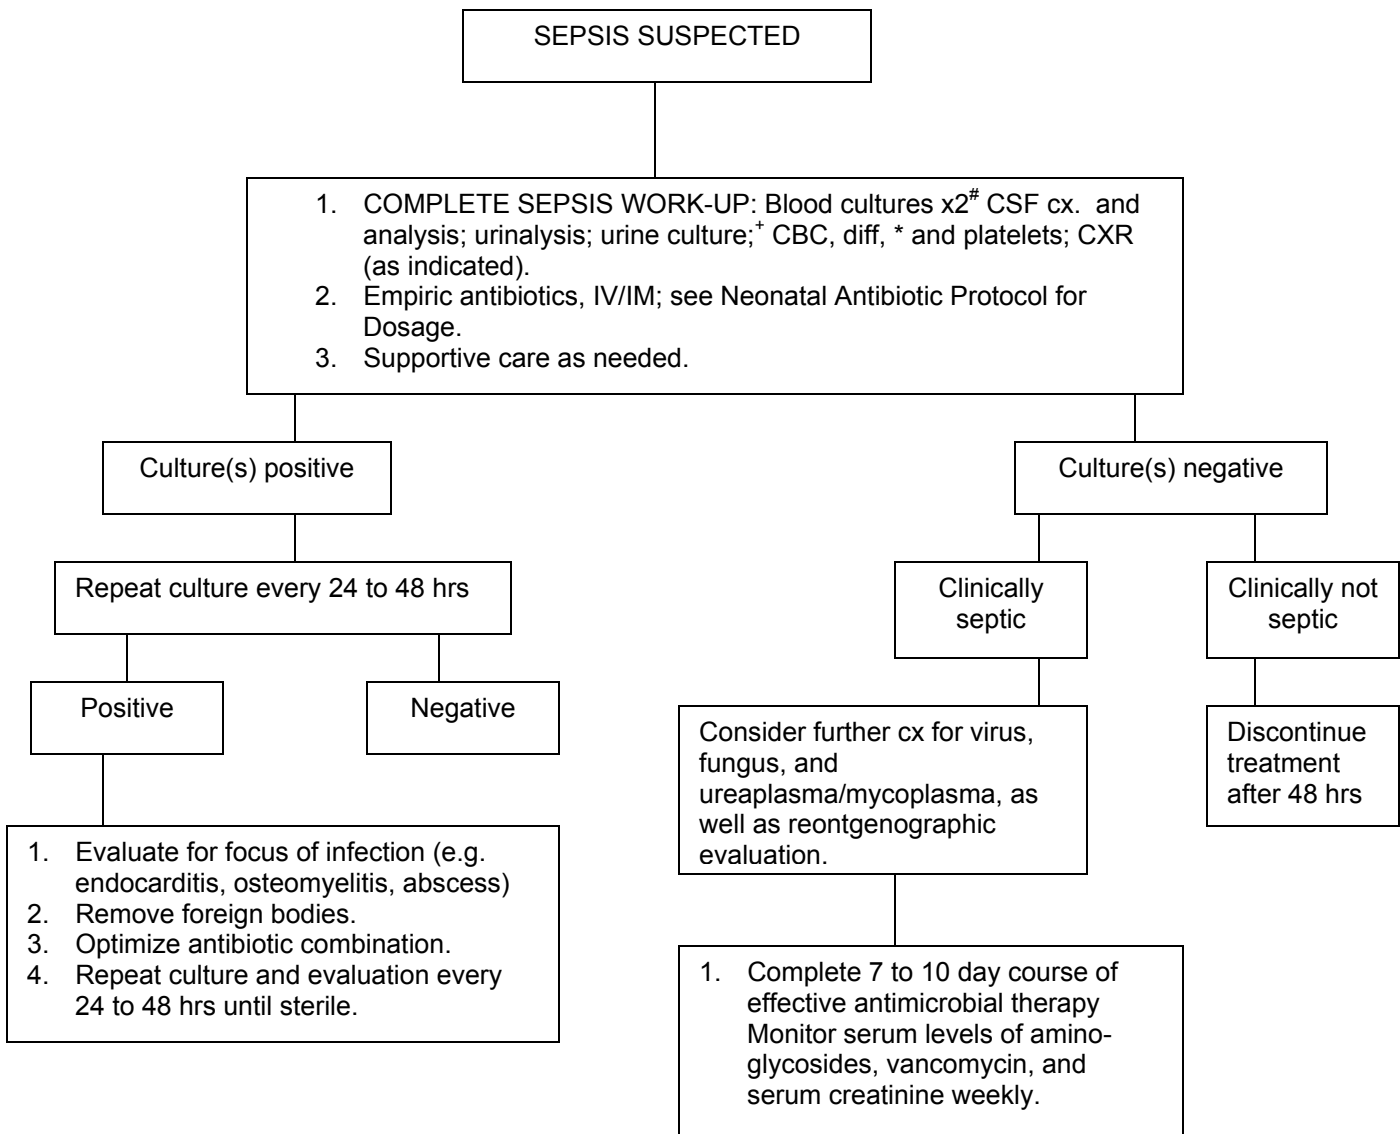 SEPSIS SUSPECTED
1. COMPLETE SEPSIS WORK-UP: Blood cultures x2# CSF cx. and
analysis; urinalysis; urine culture;+ CBC, diff, * and platelets; CXR
(as indicated).
2. Empiric antibiotics, IV/IM; see Neonatal Antibiotic Protocol for
Dosage.
3. Supportive care as needed.
Culture(s) positive
Culture(s) negative
Repeat culture every 24 to 48 hrs
Clinically
septic
Clinically not
septic
Positive
Negative
Consider further cx for virus,
fungus, and
ureaplasma/mycoplasma, as
well as reontgenographic
evaluation.
Discontinue
treatment
after 48 hrs
1. Evaluate for focus of infection (e.g.
endocarditis, osteomyelitis, abscess)
2. Remove foreign bodies.
3. Optimize antibiotic combination.
4. Repeat culture and evaluation every
24 to 48 hrs until sterile.
1. Complete 7 to 10 day course of
effective antimicrobial therapy
Monitor serum levels of amino-
glycosides, vancomycin, and
serum creatinine weekly.